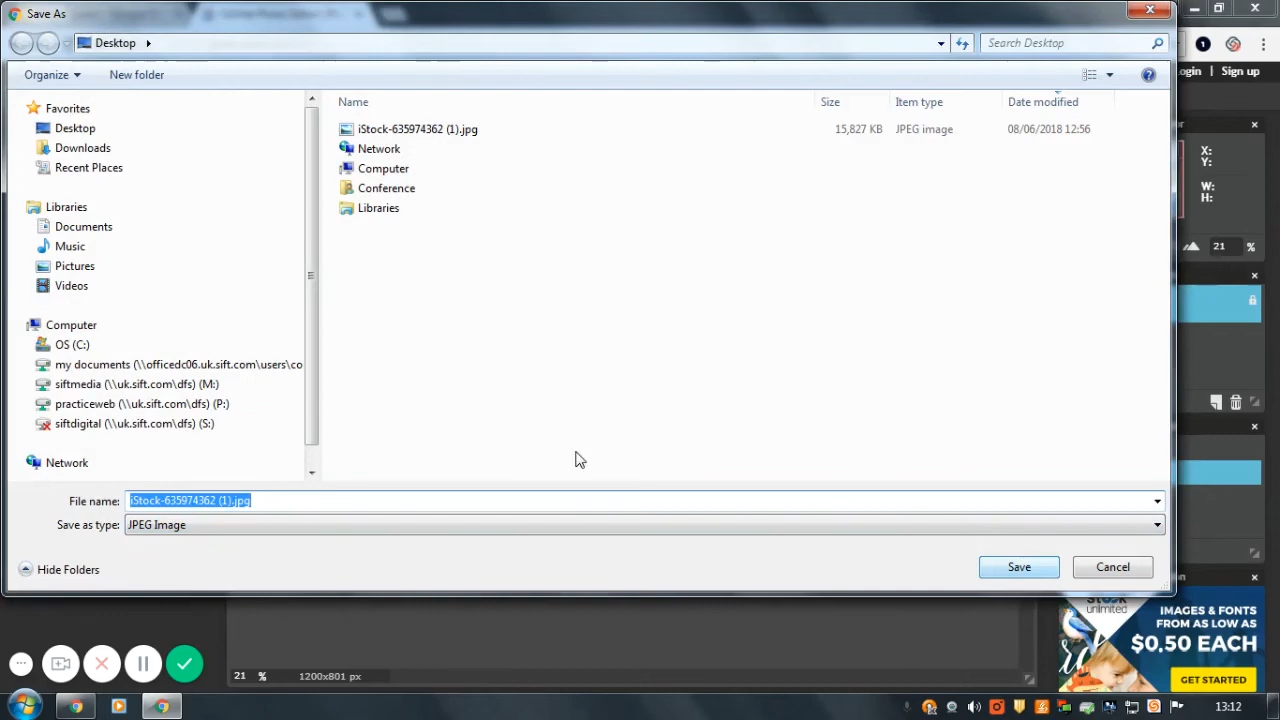 Save As
Desktop
Search Desktop
1
Login | Sign up
Organize
New folder
Name
Size
Item type
Date modified
Favorites
Desktop
Downloads
Recent Places
iStock-635974362 (1).jpg
15,827 KB
JPEG image
08/06/2018 12:56
Network
Computer
Conference
Libraries
X:
Y:
W:
H:
21 %
Libraries
Documents
Music
Pictures
Videos
Computer
OS (C:)
my documents (\\officedc06.uk.sift.com\users\co
siftmedia (\\uk.sift.com\dfs) (M:)
practiceweb (\\uk.sift.com\dfs) (P:)
siftdigital (\\uk.sift.com\dfs) (S:)
Network
File name: iStock-635974362 (1).jpg
Save as type: JPEG Image
Save
Cancel
Hide Folders
unlimited
IMAGES & FONTS
FROM AS LOW AS
$0.50 EACH
GET STARTED
21 % 1200x801 px
13:12